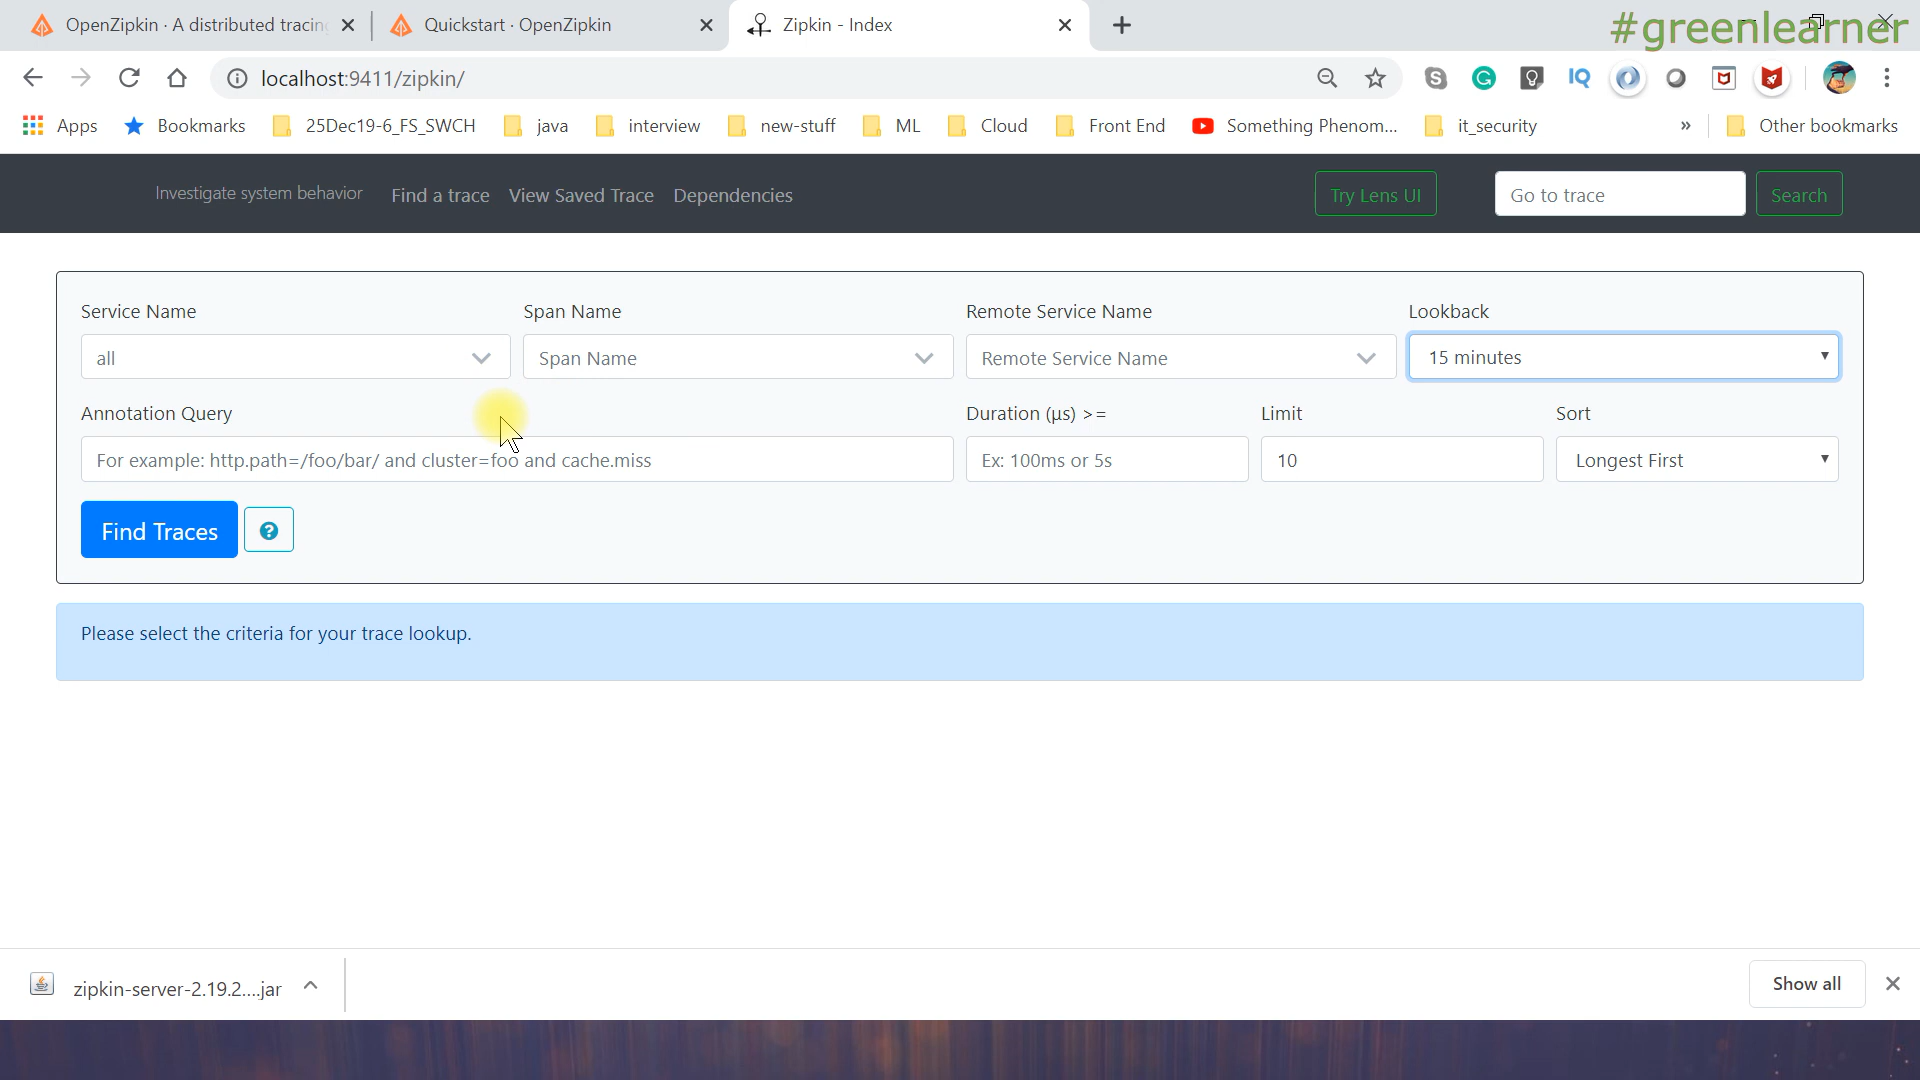 OpenZipkin · A distributed tracing
Quickstart · OpenZipkin
Zipkin - Index
#greenlearner
localhost:9411/zipkin/
Apps
Bookmarks
25Dec19-6_FS_SWCH
java
interview
new-stuff
ML
Cloud
Front End
Something Phenom...
it_security
»
Other bookmarks
Investigate system behavior
Find a trace
View Saved Trace
Dependencies
Try Lens UI
Go to trace
Search
Service Name
Span Name
Remote Service Name
Lookback
all
Span Name
Remote Service Name
15 minutes
Annotation Query
Duration (μs) >=
Limit
Sort
For example: http.path=/foo/bar/ and cluster=foo and cache.miss
Ex: 100ms or 5s
10
Longest First
Find Traces
?
Please select the criteria for your trace lookup.
zipkin-server-2.19.2....jar
Show all